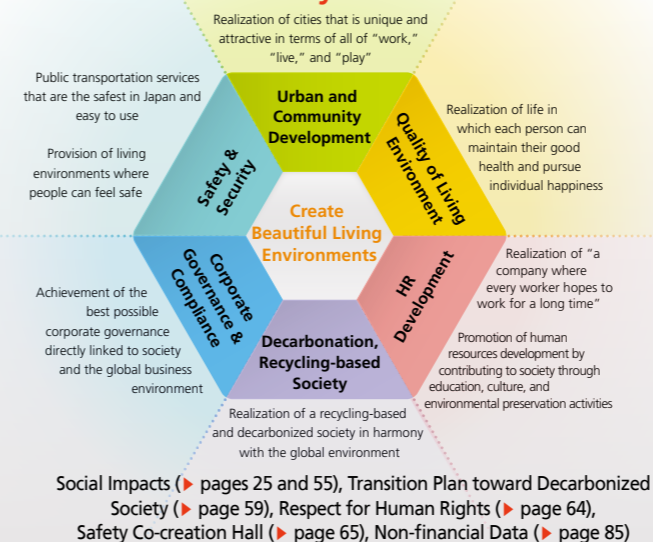 Realization of cities that is unique and
attractive in terms of all of “work,”
“live,” and “play”
Urban and
Community
Development
Public transportation services
that are the safest in Japan and
easy to use
Provision of living
environments where
people can feel safe
Safety &
Security
Quality of Living
Environment
Realization of life in
which each person can
maintain their good
health and pursue
individual happiness
Create
Beautiful Living
Environments
Achievement of the
best possible
corporate governance
directly linked to society
and the global business
environment
Corporate
Governance &
Compliance
HR
Development
Realization of “a
company where
every worker hopes to
work for a long time”
Promotion of human
resources development by
contributing to society through
education, culture, and
environmental preservation activities
Decarbonation,
Recycling-based
Society
Realization of a recycling-based
and decarbonized society in harmony
with the global environment
Social Impacts (▶ pages 25 and 55), Transition Plan toward Decarbonized
Society (▶ page 59), Respect for Human Rights (▶ page 64),
Safety Co-creation Hall (▶ page 65), Non-financial Data (▶ page 85)